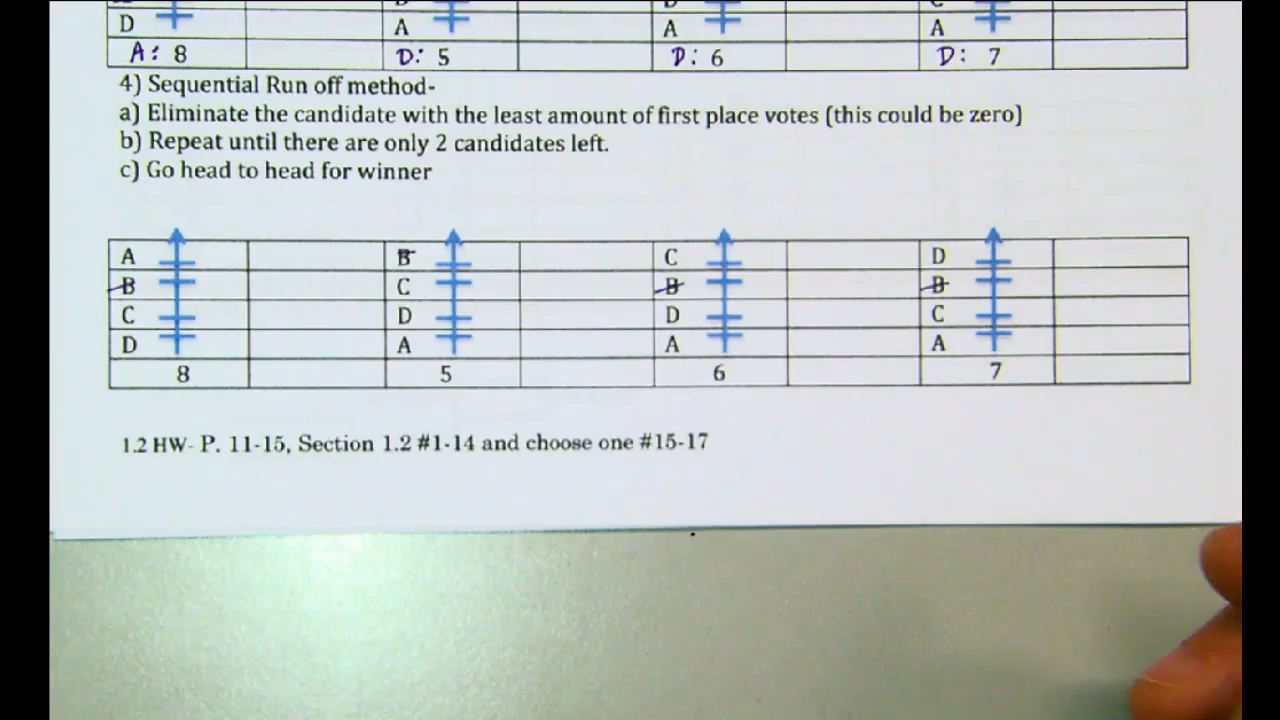 D A A A
A: 8 D: 5 D: 6 D: 7
4) Sequential Run off method-
a) Eliminate the candidate with the least amount of first place votes (this could be zero)
b) Repeat until there are only 2 candidates left.
c) Go head to head for winner
A B C D
B C B B
C D D C
D A A A
8 5 6 7
1.2 HW- P. 11-15, Section 1.2 #1-14 and choose one #15-17